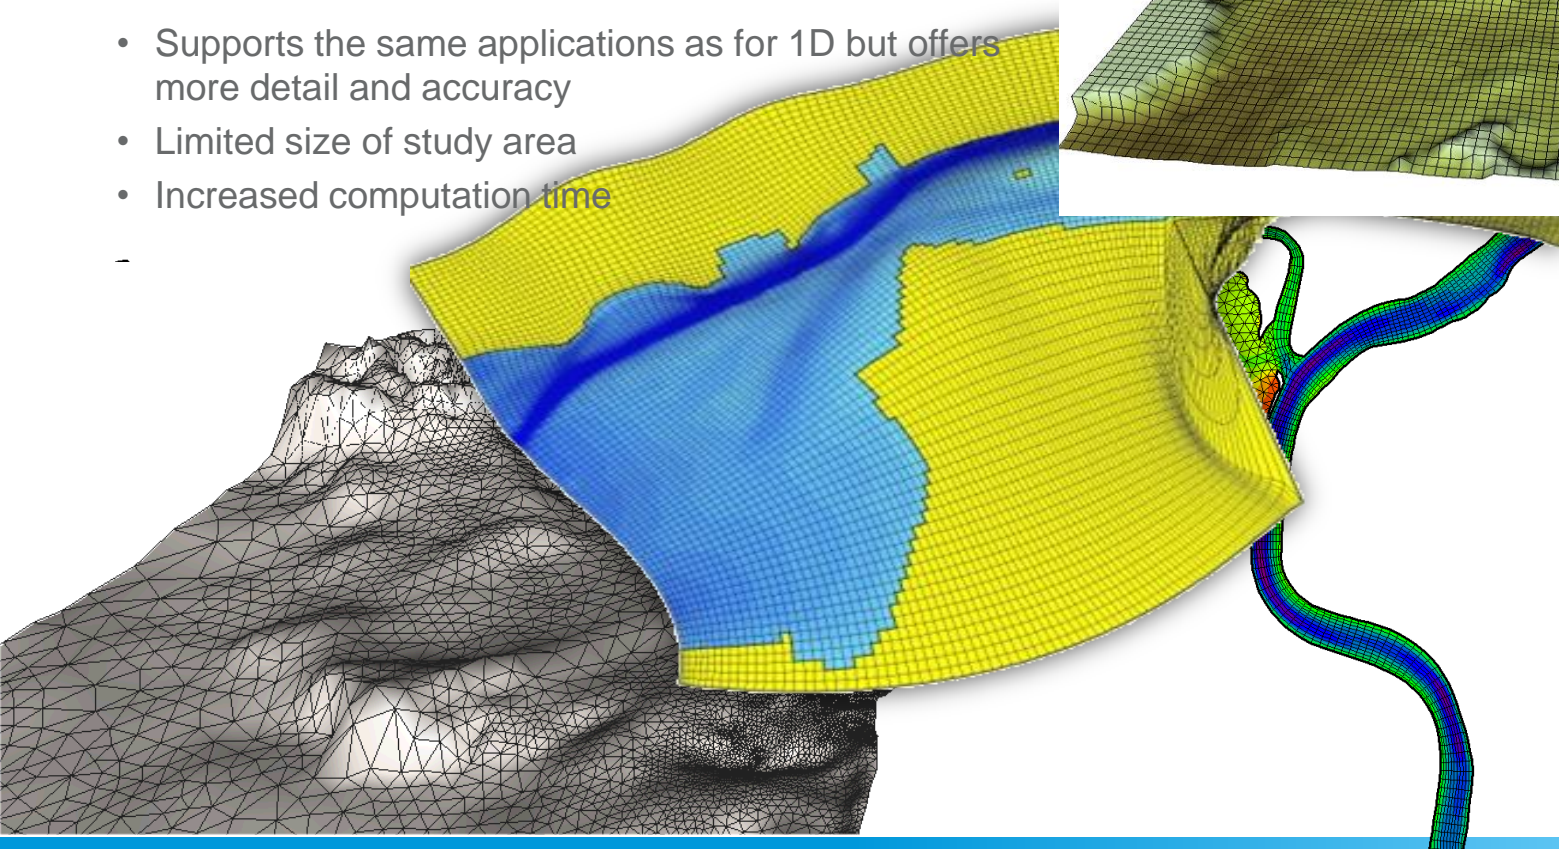 • Supports the same applications as for 1D but offers
more detail and accuracy
• Limited size of study area
• Increased computation time